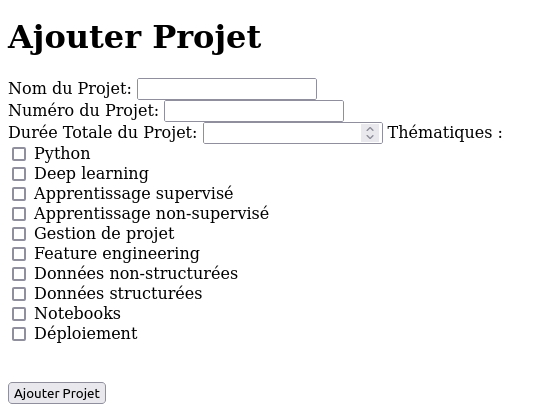 Ajouter Projet
Nom du Projet:
Numéro du Projet:
Durée Totale du Projet: Thématiques :
Python
Deep learning
Apprentissage supervisé
Apprentissage non-supervisé
Gestion de projet
Feature engineering
Données non-structurées
Données structurées
Notebooks
Déploiement
Ajouter Projet